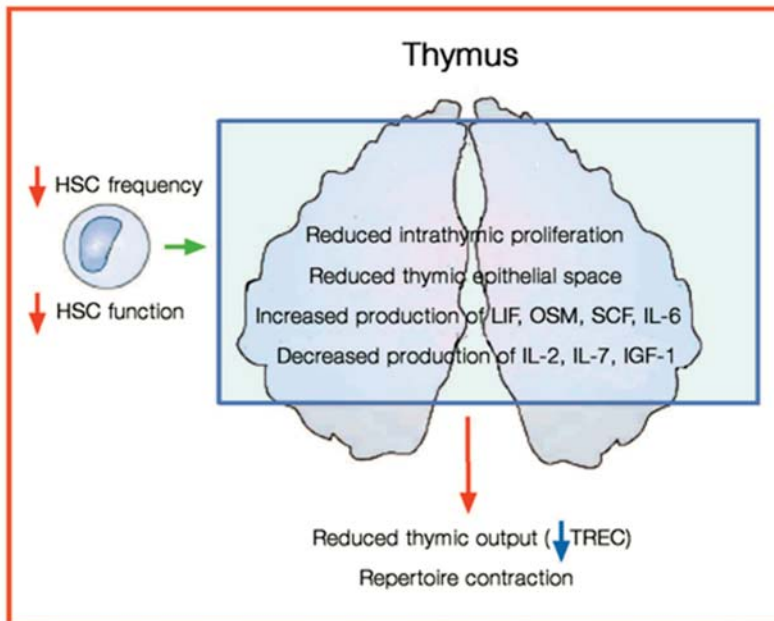 Thymus
HSC frequency
HSC function
Reduced intrathymic proliferation
Reduced thymic epithelial space
Increased production of LIF, OSM, SCF, IL-6
Decreased production of IL-2, IL-7, IGF-1
Reduced thymic output (↓TREC)
Repertoire contraction